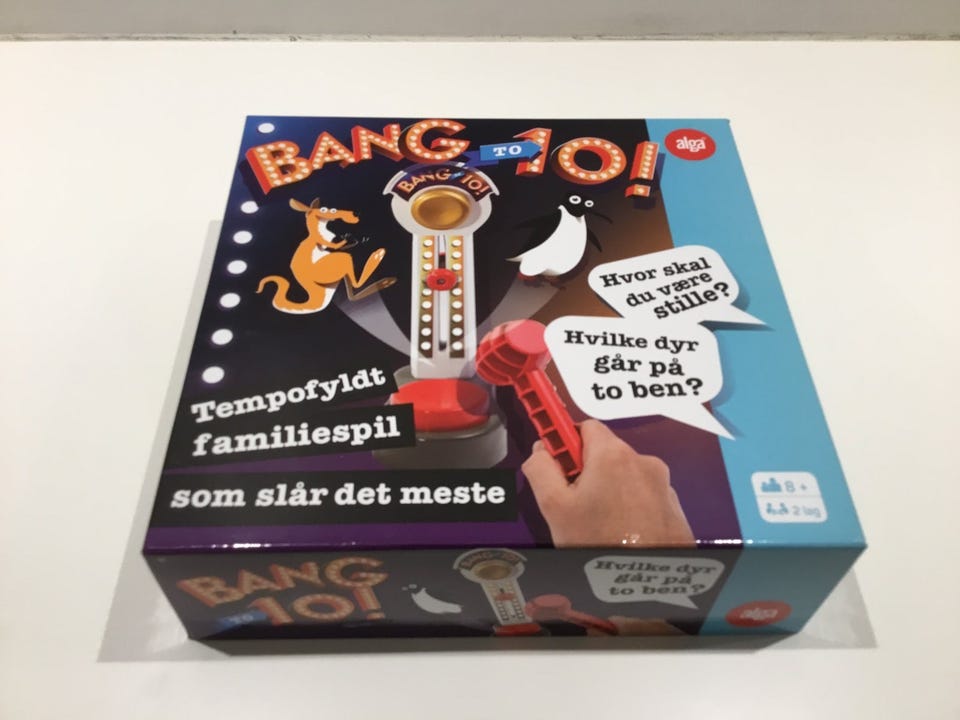 BANG TO 10!
alga
BANG TO 10!
Hvor skal
du være
stille?
Hvilke dyr
går på
to ben?
Tempofyldt
familiespil
som slår det meste
8 +
2 lag
BANG
TO 10!
Hvilke dyr
går på
to ben?
alga